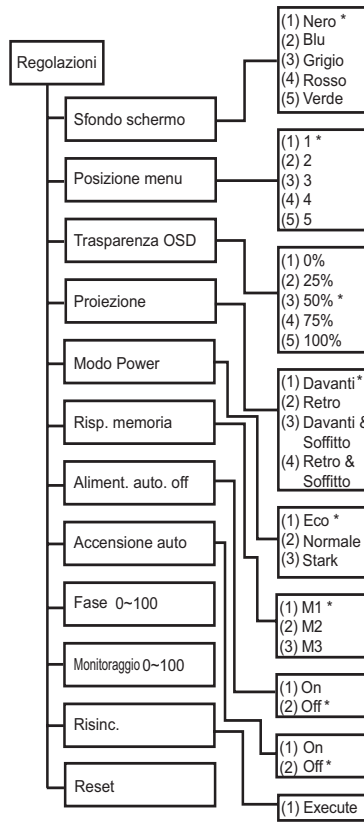 Regolazioni
Sfondo schermo
Posizione menu
Trasparenza OSD
Proiezione
Modo Power
Risp. memoria
Aliment. auto. off
Accensione auto
Fase 0~100
Monitoraggio 0~100
Risinc.
Reset
(1) Nero *
(2) Blu
(3) Grigio
(4) Rosso
(5) Verde
(1) 1 *
(2) 2
(3) 3
(4) 4
(5) 5
(1) 0%
(2) 25%
(3) 50% *
(4) 75%
(5) 100%
(1) Davanti *
(2) Retro
(3) Davanti &
Soffitto
(4) Retro &
Soffitto
(1) Eco *
(2) Normale
(3) Stark
(1) M1 *
(2) M2
(3) M3
(1) On
(2) Off *
(1) On
(2) Off *
(1) Execute